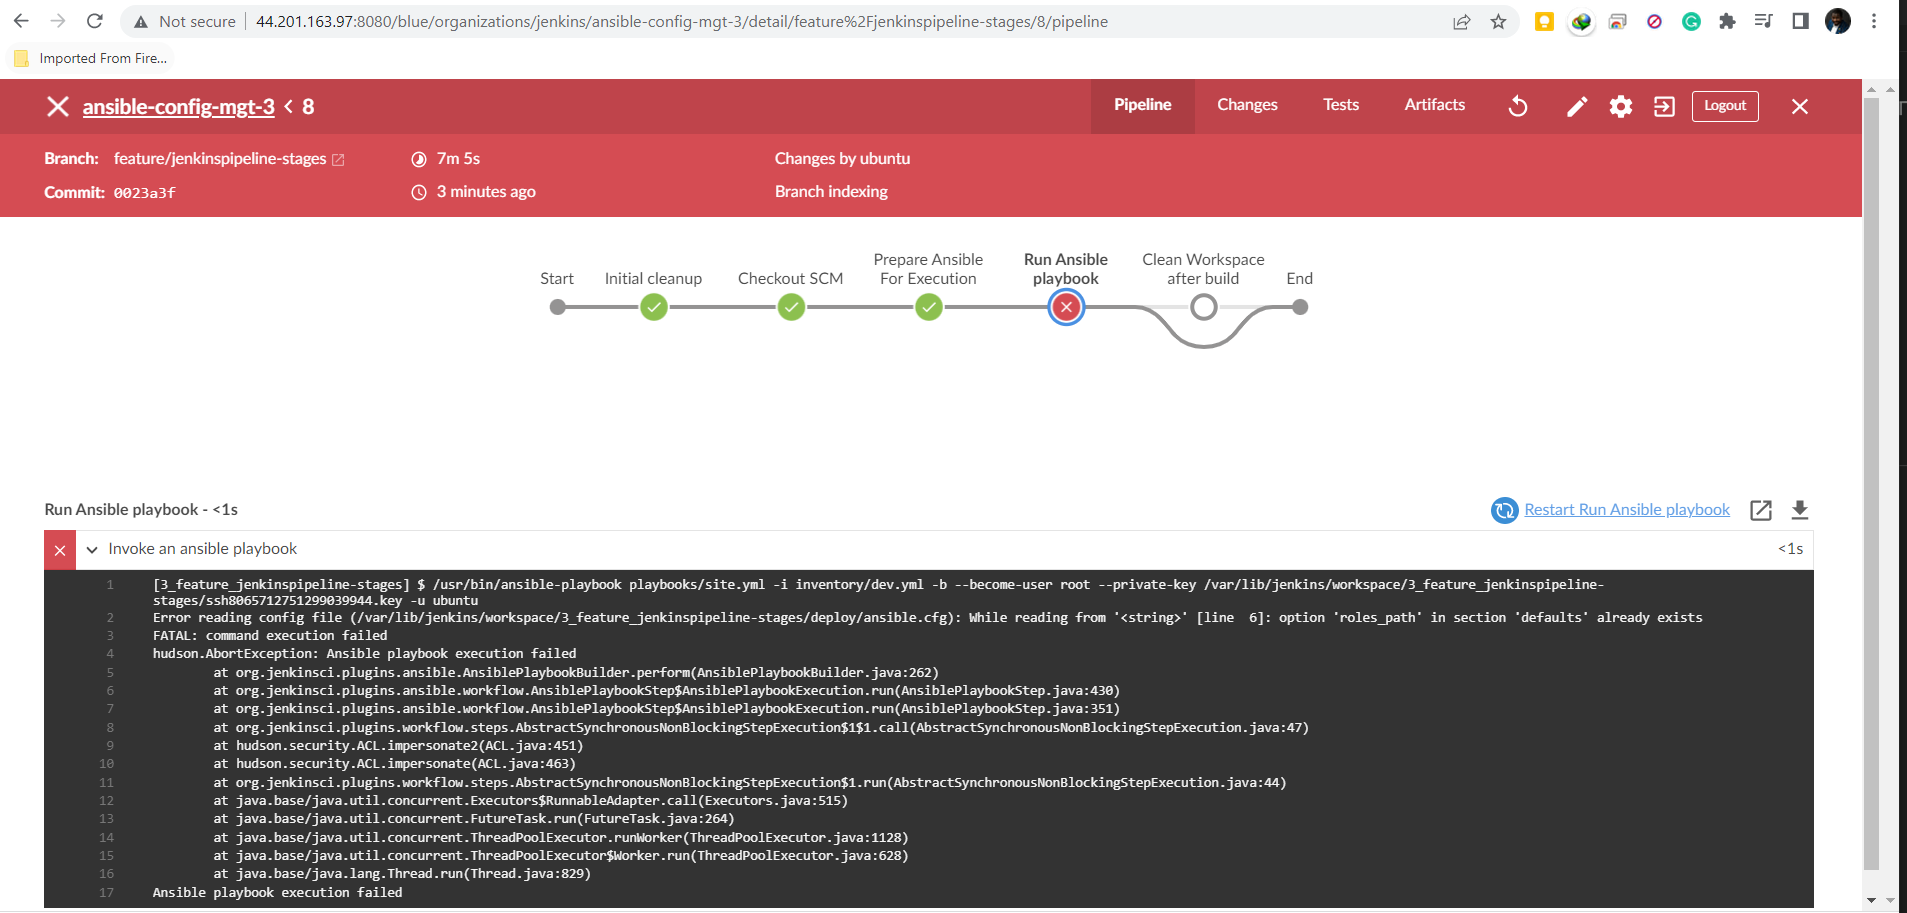 Not secure
44.201.163.97:8080/blue/organizations/jenkins/ansible-config-mgt-3/detail/feature%2Fjenkinspipeline-stages/8/pipeline
Imported From Fire...
ansible-config-mgt-3 < 8
Pipeline Changes Tests Artifacts Logout
Branch: feature/jenkinspipeline-stages 7m 5s Changes by ubuntu
Commit: 0023a3f 3 minutes ago Branch indexing
Prepare Ansible Run Ansible Clean Workspace
Start Initial cleanup Checkout SCM For Execution playbook after build End
Run Ansible playbook - <1s Restart Run Ansible playbook
Invoke an ansible playbook <1s
1 [3_feature_jenkinspipeline-stages] $ /usr/bin/ansible-playbook playbooks/site.yml -i inventory/dev.yml -b --become-user root --private-key /var/lib/jenkins/workspace/3_feature_jenkinspipeline-
stages/ssh8065712751299039944.key -u ubuntu
2 Error reading config file (/var/lib/jenkins/workspace/3_feature_jenkinspipeline-stages/deploy/ansible.cfg): While reading from '<string>' [line  6]: option 'roles_path' in section 'defaults' already exists
3 FATAL: command execution failed
4 hudson.AbortException: Ansible playbook execution failed
5 at org.jenkinsci.plugins.ansible.AnsiblePlaybookBuilder.perform(AnsiblePlaybookBuilder.java:262)
6 at org.jenkinsci.plugins.ansible.workflow.AnsiblePlaybookStep$AnsiblePlaybookExecution.run(AnsiblePlaybookStep.java:430)
7 at org.jenkinsci.plugins.ansible.workflow.AnsiblePlaybookStep$AnsiblePlaybookExecution.run(AnsiblePlaybookStep.java:351)
8 at org.jenkinsci.plugins.workflow.steps.AbstractSynchronousNonBlockingStepExecution$1$1.call(AbstractSynchronousNonBlockingStepExecution.java:47)
9 at hudson.security.ACL.impersonate2(ACL.java:451)
10 at hudson.security.ACL.impersonate(ACL.java:463)
11 at org.jenkinsci.plugins.workflow.steps.AbstractSynchronousNonBlockingStepExecution$1.run(AbstractSynchronousNonBlockingStepExecution.java:44)
12 at java.base/java.util.concurrent.Executors$RunnableAdapter.call(Executors.java:515)
13 at java.base/java.util.concurrent.FutureTask.run(FutureTask.java:264)
14 at java.base/java.util.concurrent.ThreadPoolExecutor.runWorker(ThreadPoolExecutor.java:1128)
15 at java.base/java.util.concurrent.ThreadPoolExecutor$Worker.run(ThreadPoolExecutor.java:628)
16 at java.base/java.lang.Thread.run(Thread.java:829)
17 Ansible playbook execution failed